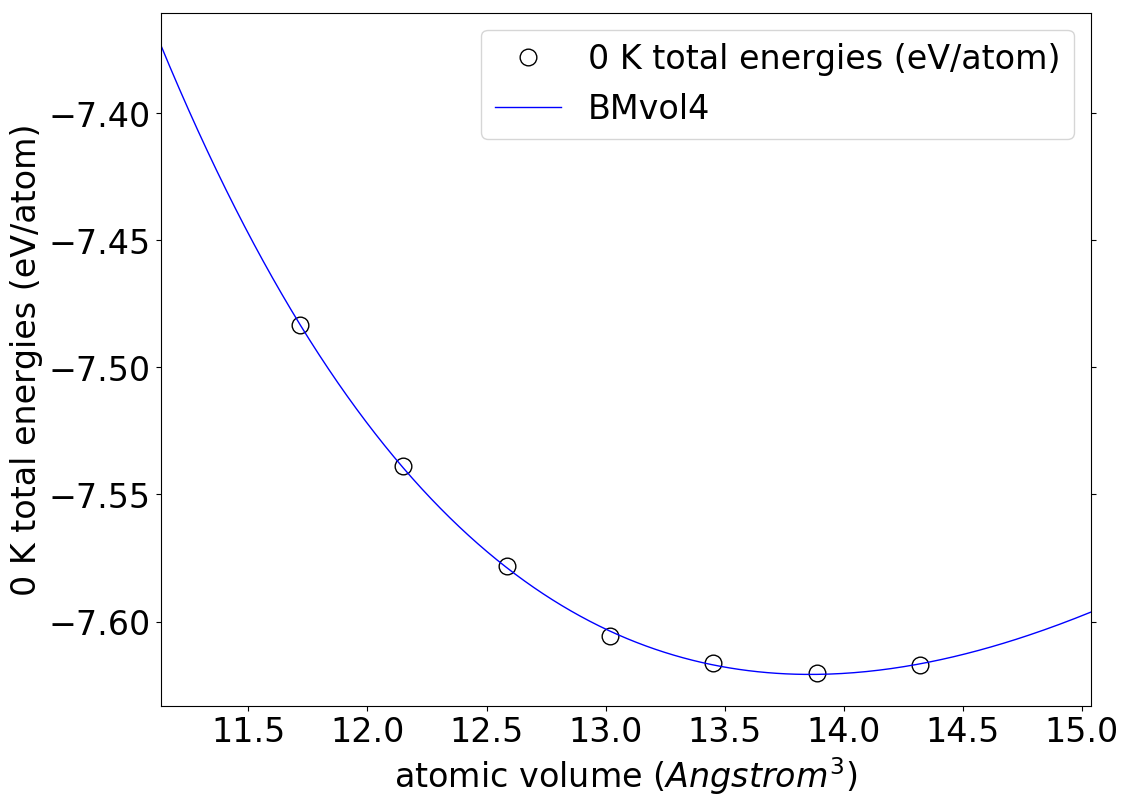 0 K total energies (eV/atom)
BMvol4
0 K total energies (eV/atom)
−7.40
−7.45
−7.50
−7.55
−7.60
11.5 12.0 12.5 13.0 13.5 14.0 14.5 15.0
atomic volume (Angstrom³)